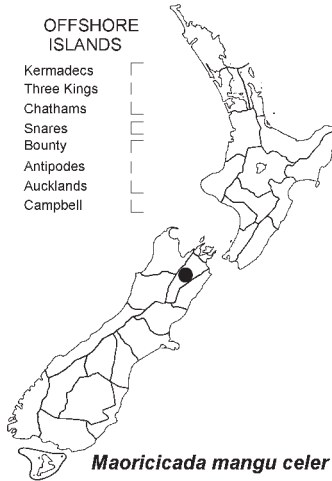 OFFSHORE
ISLANDS
Kermadecs
Three Kings
Chathams
Snares
Bounty
Antipodes
Aucklands
Campbell
Maoricicada mangu celer